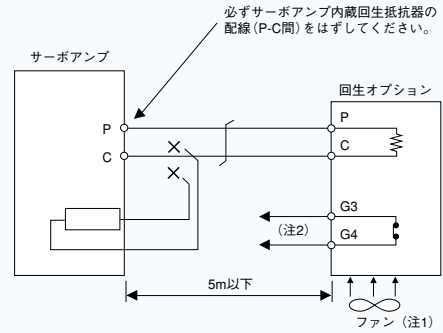 必ずサーボアンプ内蔵回生抵抗器の
配線(P-C間)をはずしてください。
サーボアンプ
回生オプション
P
P
C
C
G3
(注2)
G4
5m以下
ファン(注1)